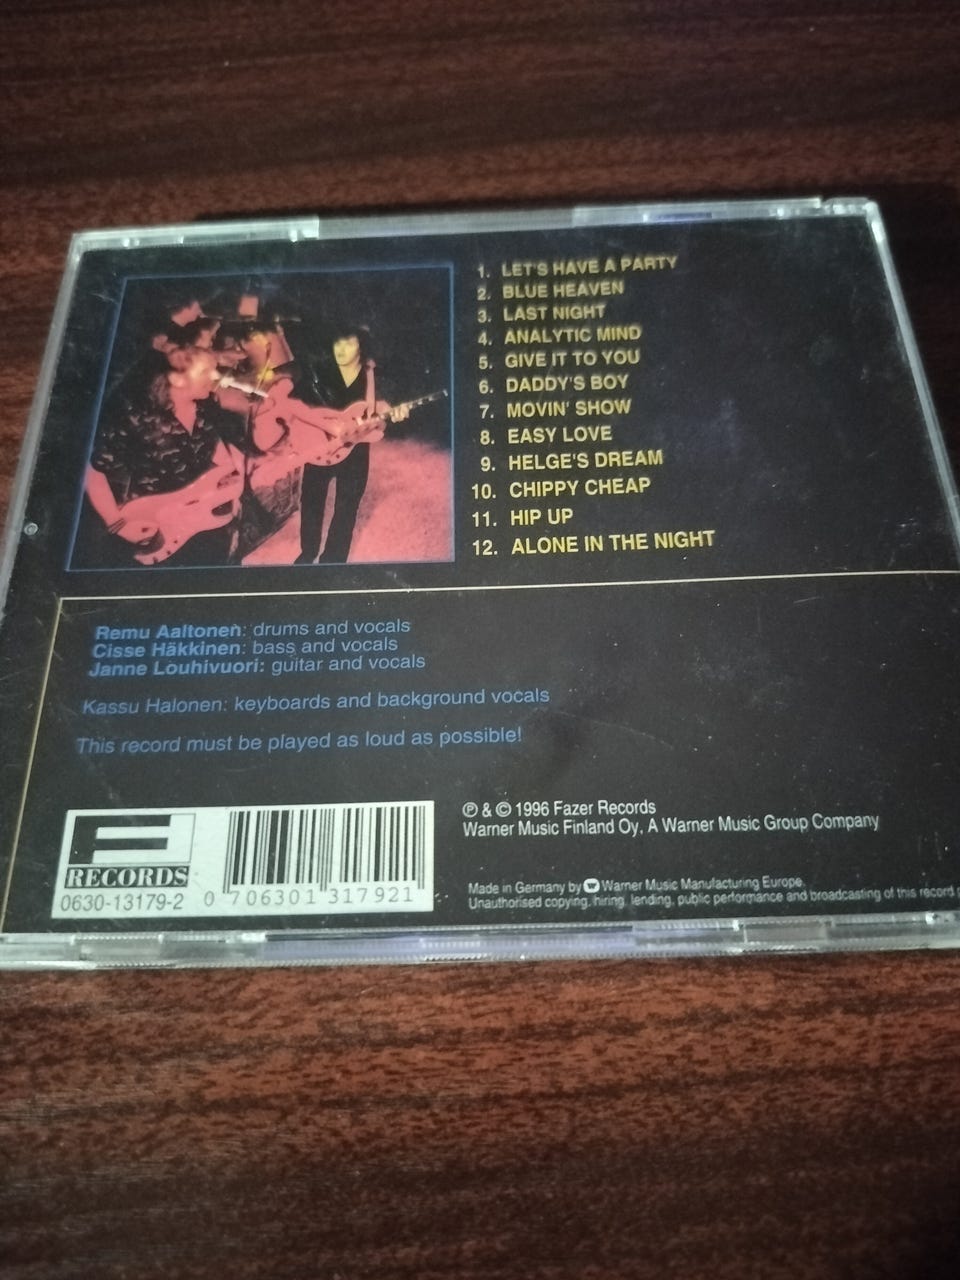 1. LET'S HAVE A PARTY
2. BLUE HEAVEN
3. LAST NIGHT
4. ANALYTIC MIND
5. GIVE IT TO YOU
6. DADDY'S BOY
7. MOVIN' SHOW
8. EASY LOVE
9. HELGE'S DREAM
10. CHIPPY CHEAP
11. HIP UP
12. ALONE IN THE NIGHT
Remu Aaltonen: drums and vocals
Cisse Häkkinen: bass and vocals
Janne Louhivuori: guitar and vocals
Kassu Halonen: keyboards and background vocals
This record must be played as loud as possible!
F
RECORDS
0630-13179-2
0 706301 317921
℗ & © 1996 Fazer Records
Warner Music Finland Oy, A Warner Music Group Company
Made in Germany by Warner Music Manufacturing Europe.
Unauthorised copying, hiring, lending, public performance and broadcasting of this record